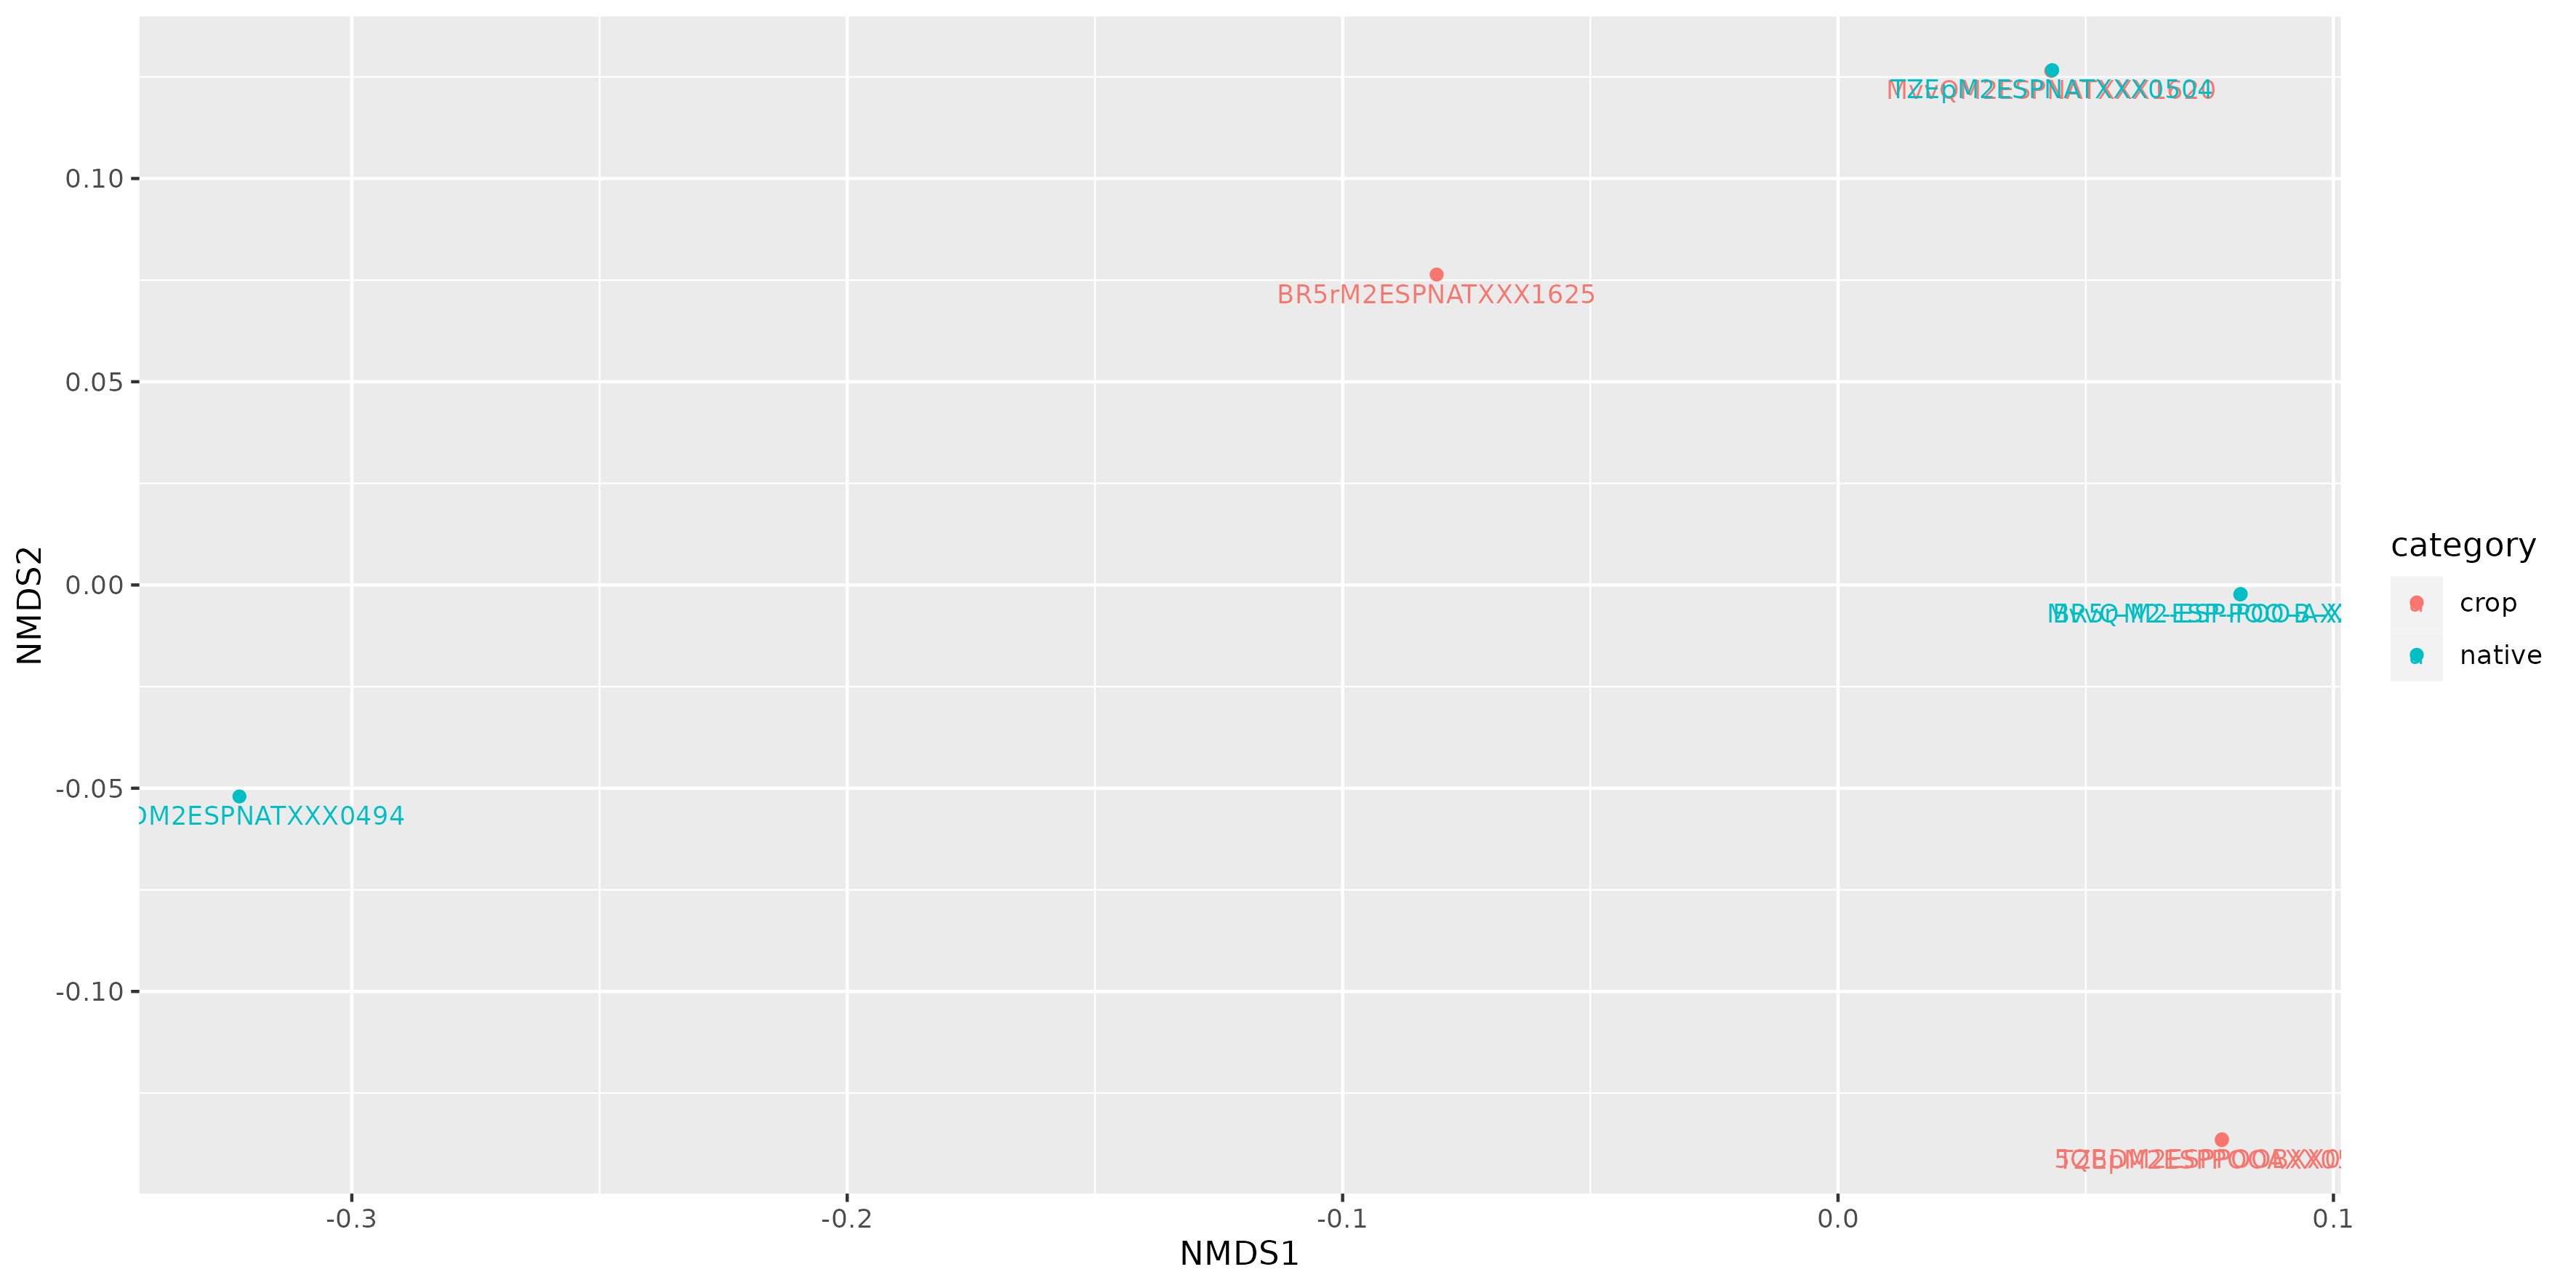 0.10
0.05
0.00
-0.05
-0.10
-0.3
-0.2
-0.1
0.0
0.1
NMDS1
NMDS2
BR5rM2ESPNATXXX1625
M2ESPNATXXX0494
category
crop
native